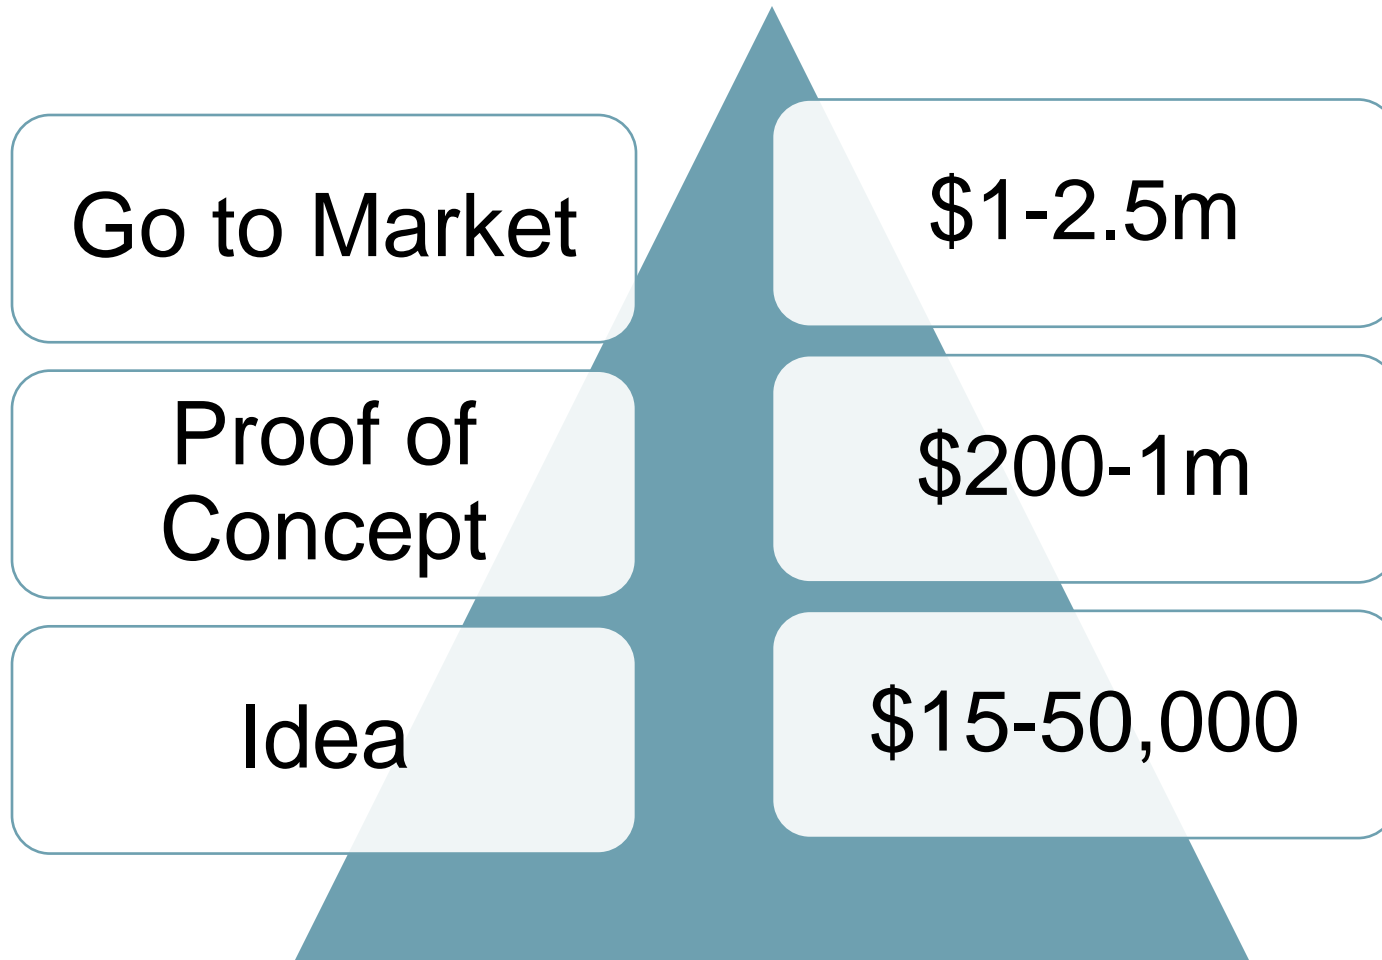 Go to Market
$1-2.5m
Proof of
Concept
$200-1m
Idea
$15-50,000